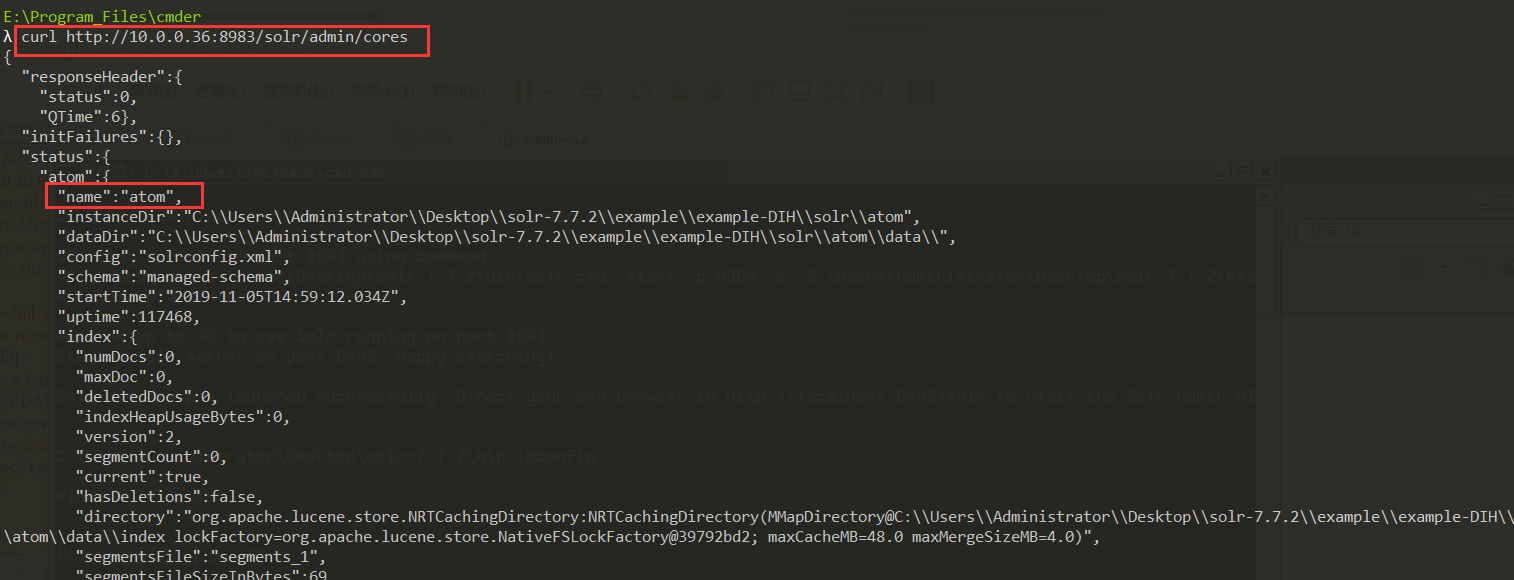 E:\Program_Files\cmder
λ curl http://10.0.0.36:8983/solr/admin/cores
{
"responseHeader":{
"status":0,
"QTime":6},
"initFailures":{},
"status":{
"atom":{
"name":"atom",
"instanceDir":"C:\\Users\\Administrator\\Desktop\\solr-7.7.2\\example\\example-DIH\\solr\\atom",
"dataDir":"C:\\Users\\Administrator\\Desktop\\solr-7.7.2\\example\\example-DIH\\solr\\atom\\data\\",
"config":"solrconfig.xml",
"schema":"managed-schema",
"startTime":"2019-11-05T14:59:12.034Z",
"uptime":117468,
"index":{
"numDocs":0,
"maxDoc":0,
"deletedDocs":0,
"indexHeapUsageBytes":0,
"version":2,
"segmentCount":0,
"current":true,
"hasDeletions":false,
"directory":"org.apache.lucene.store.NRTCachingDirectory:NRTCachingDirectory(MMapDirectory@C:\\Users\\Administrator\\Desktop\\solr-7.7.2\\example\\example-DIH\\
\atom\\data\\index lockFactory=org.apache.lucene.store.NativeFSLockFactory@39792bd2; maxCacheMB=48.0 maxMergeSizeMB=4.0)",
"segmentsFile":"segments_1",
"segmentsFileSizeInBytes":69